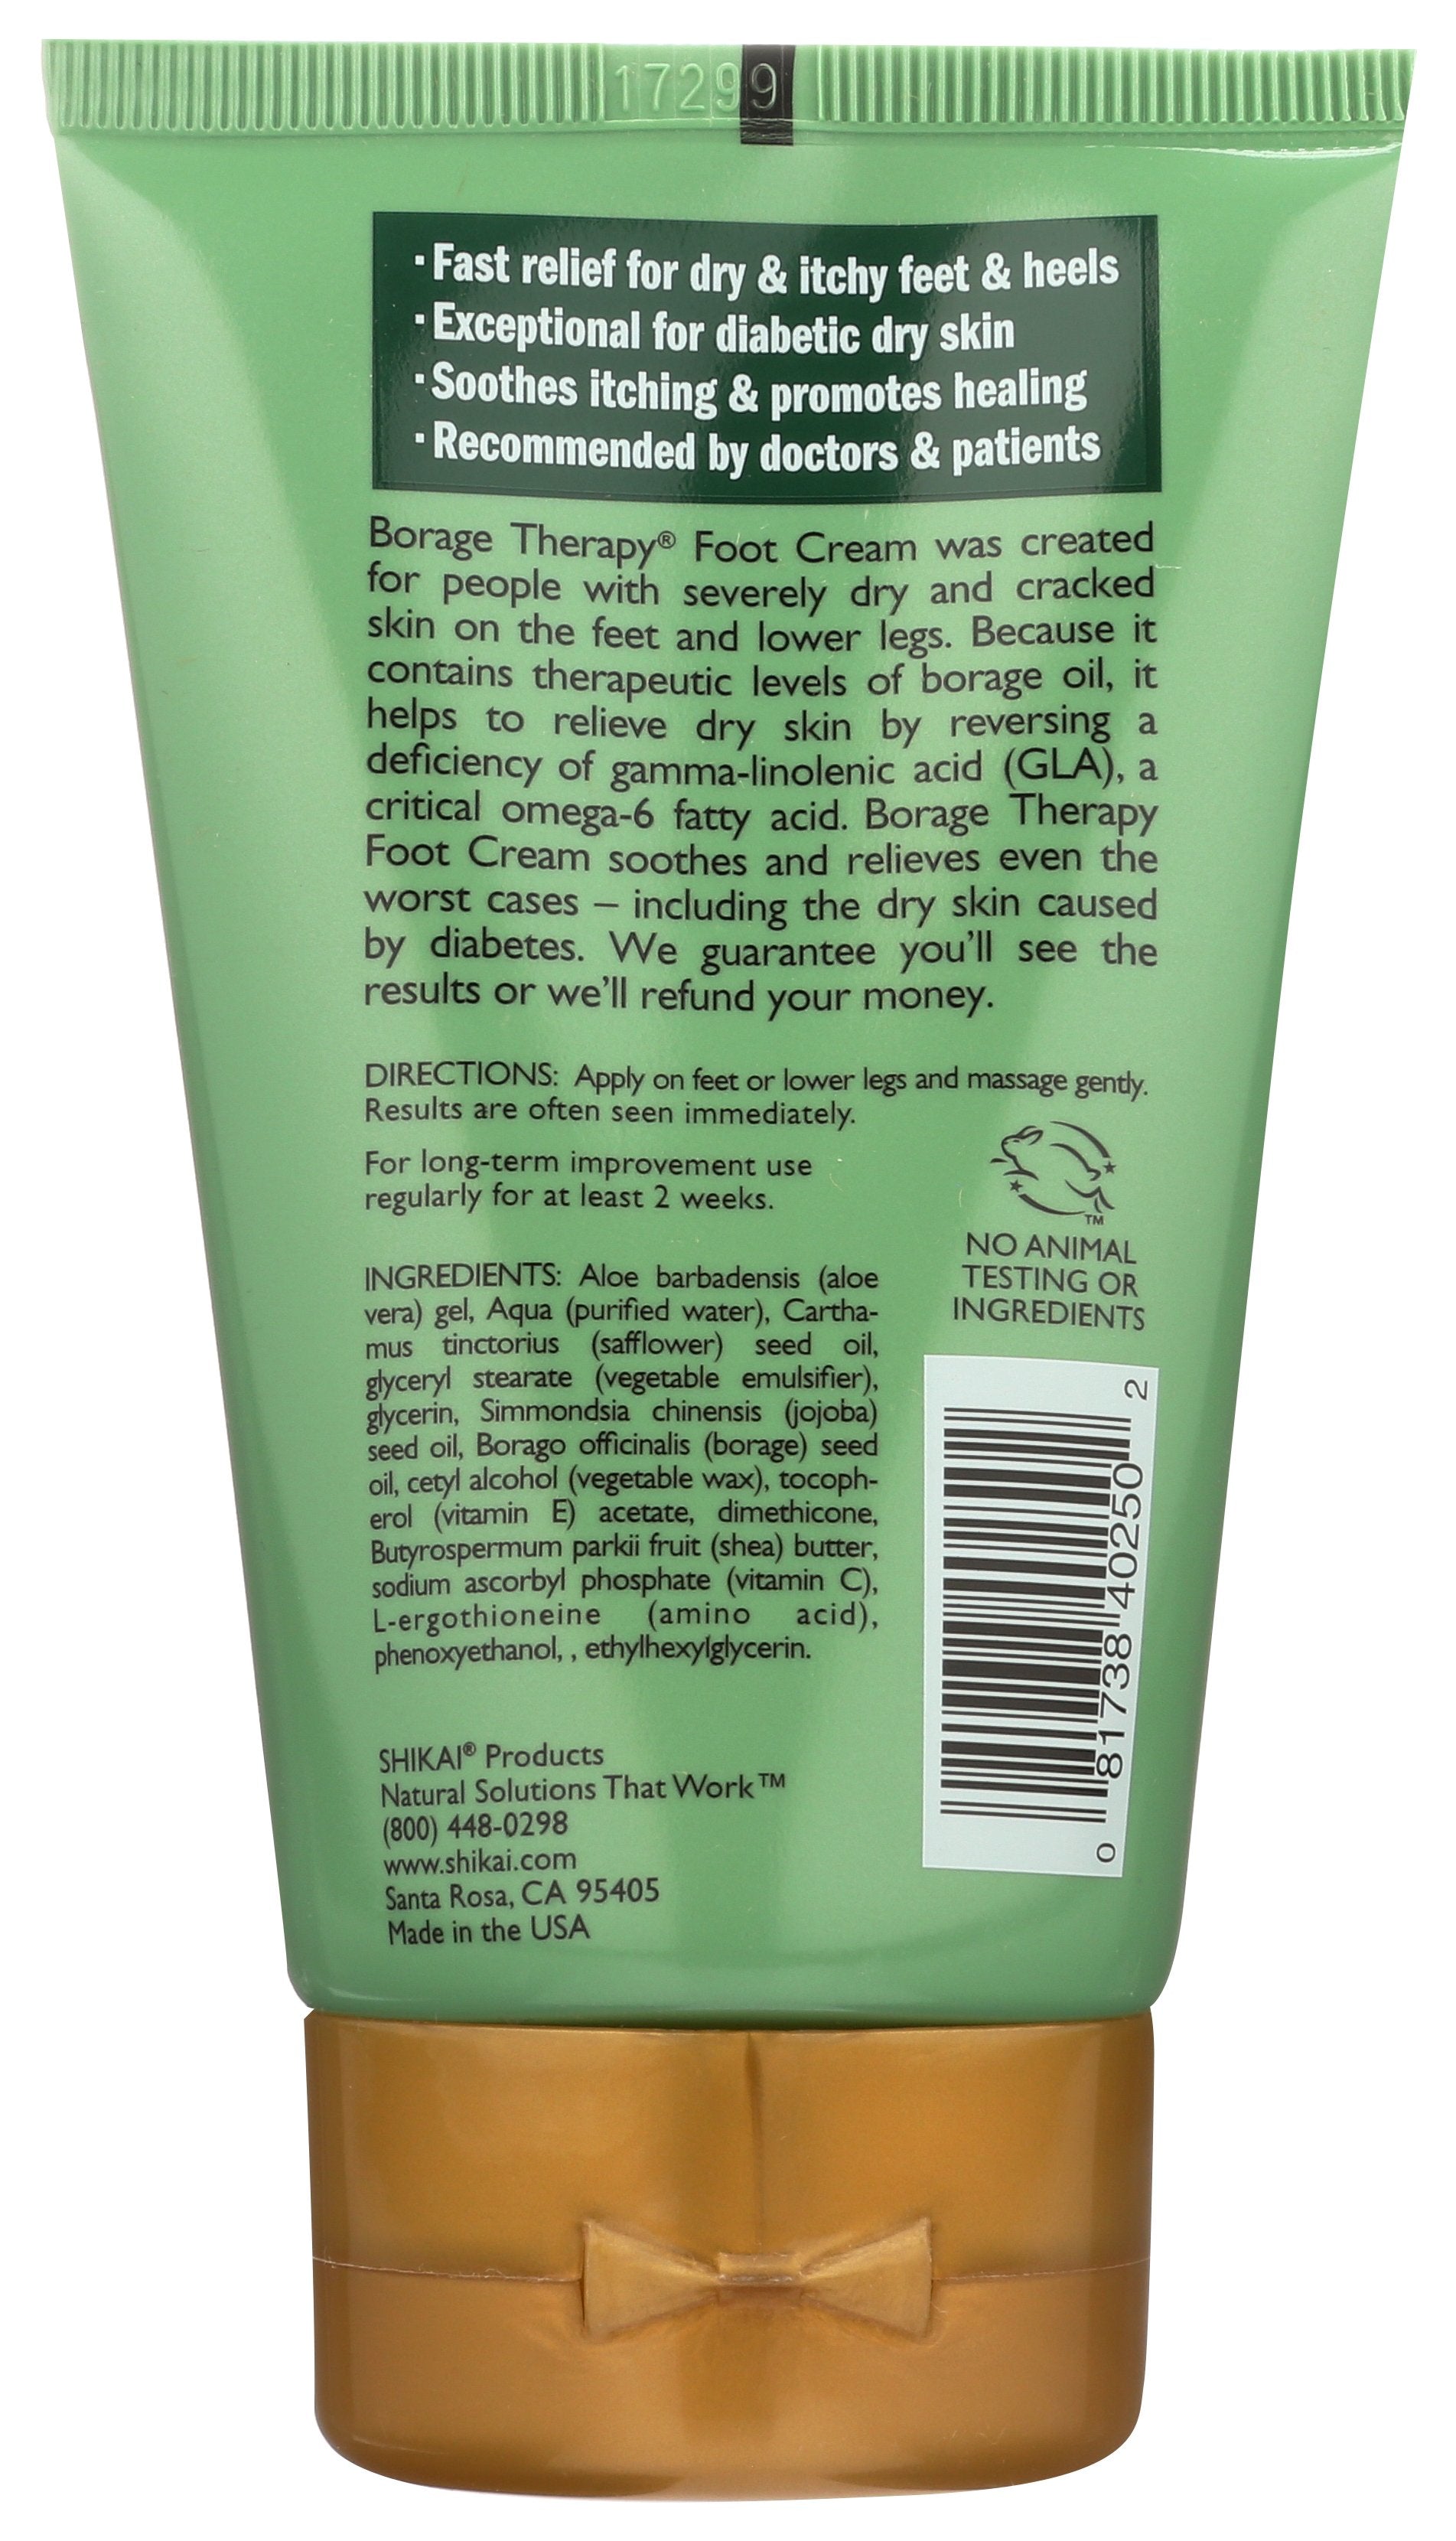 17299
· Fast relief for dry & itchy feet & heels
· Exceptional for diabetic dry skin
· Soothes itching & promotes healing
· Recommended by doctors & patients
Borage Therapy® Foot Cream was created
for people with severely dry and cracked
skin on the feet and lower legs. Because it
contains therapeutic levels of borage oil, it
helps to relieve dry skin by reversing a
deficiency of gamma-linolenic acid (GLA), a
critical omega-6 fatty acid. Borage Therapy
Foot Cream soothes and relieves even the
worst cases – including the dry skin caused
by diabetes. We guarantee you'll see the
results or we'll refund your money.
DIRECTIONS: Apply on feet or lower legs and massage gently.
Results are often seen immediately.
For long-term improvement use
regularly for at least 2 weeks.
TM
NO ANIMAL
TESTING OR
INGREDIENTS
INGREDIENTS: Aloe barbadensis (aloe
vera) gel, Aqua (purified water), Cartha-
mus tinctorius (safflower) seed oil,
glyceryl stearate (vegetable emulsifier),
glycerin, Simmondsia chinensis (jojoba)
seed oil, Borago officinalis (borage) seed
oil, cetyl alcohol (vegetable wax), tocoph-
erol (vitamin E) acetate, dimethicone,
Butyrospermum parkii fruit (shea) butter,
sodium ascorbyl phosphate (vitamin C),
L-ergothioneine (amino acid),
phenoxyethanol, , ethylhexylglycerin.
0 81738 40250 2
SHIKAI® Products
Natural Solutions That Work™
(800) 448-0298
www.shikai.com
Santa Rosa, CA 95405
Made in the USA